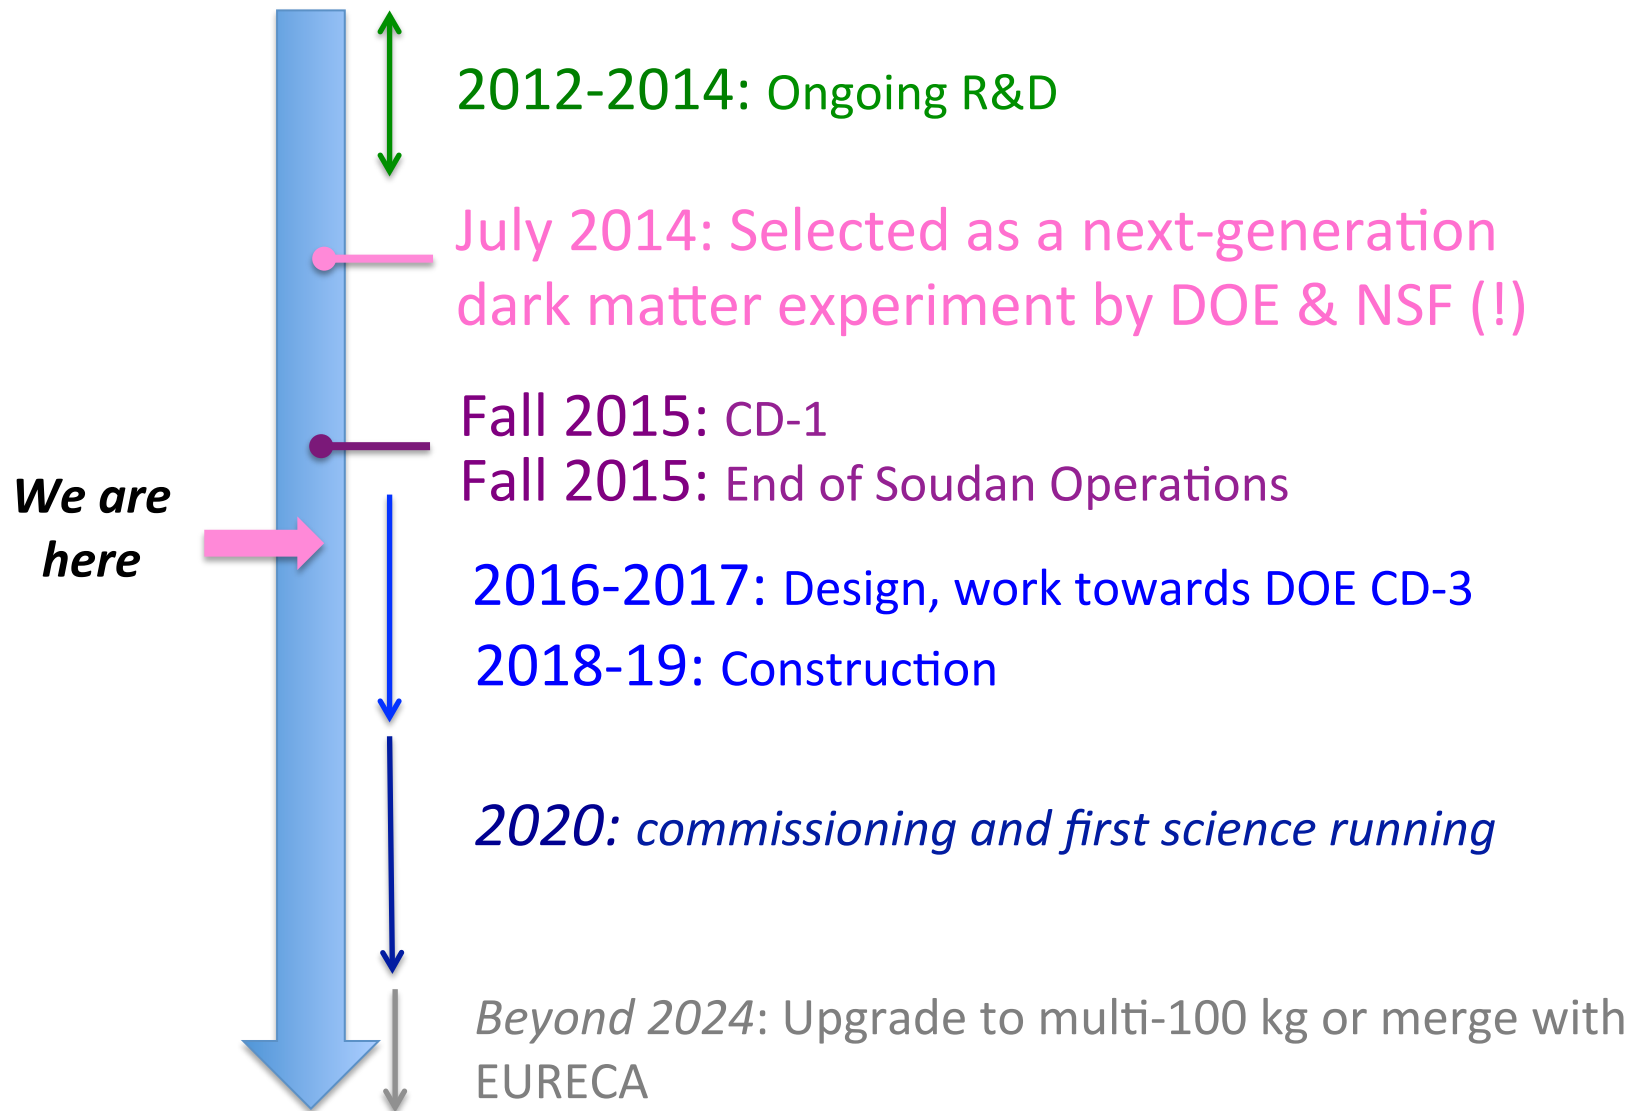 2012-2014: Ongoing R&D
July 2014: Selected as a next-generation
dark matter experiment by DOE & NSF (!)
Fall 2015: CD-1
Fall 2015: End of Soudan Operations
We are
here
2016-2017: Design, work towards DOE CD-3
2018-19: Construction
2020: commissioning and first science running
Beyond 2024: Upgrade to multi-100 kg or merge with
EURECA